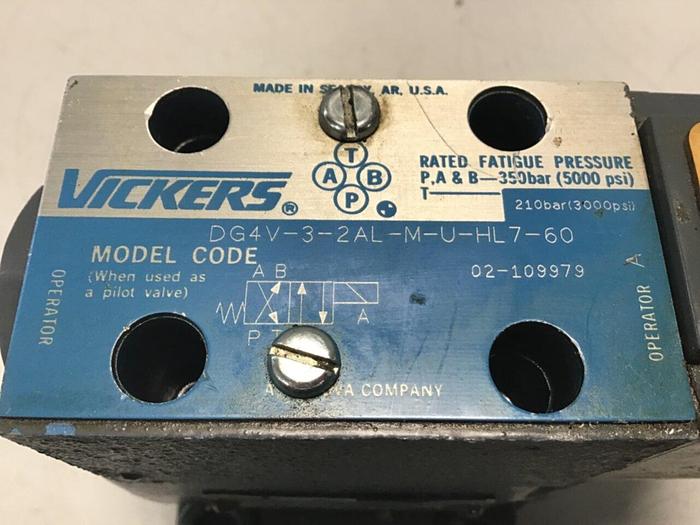 MADE IN AR, U.S.A.
T
A B
P
VICKERS®
RATED FATIGUE PRESSURE
P,A & B—350bar (5000 psi)
T—210bar(3000psi)
DG4V-3-2AL-M-U-HL7-60
MODEL CODE
(When used as
a pilot valve)
02-109979
A B
A
P
OPERATOR
OPERATOR A
A COMPANY